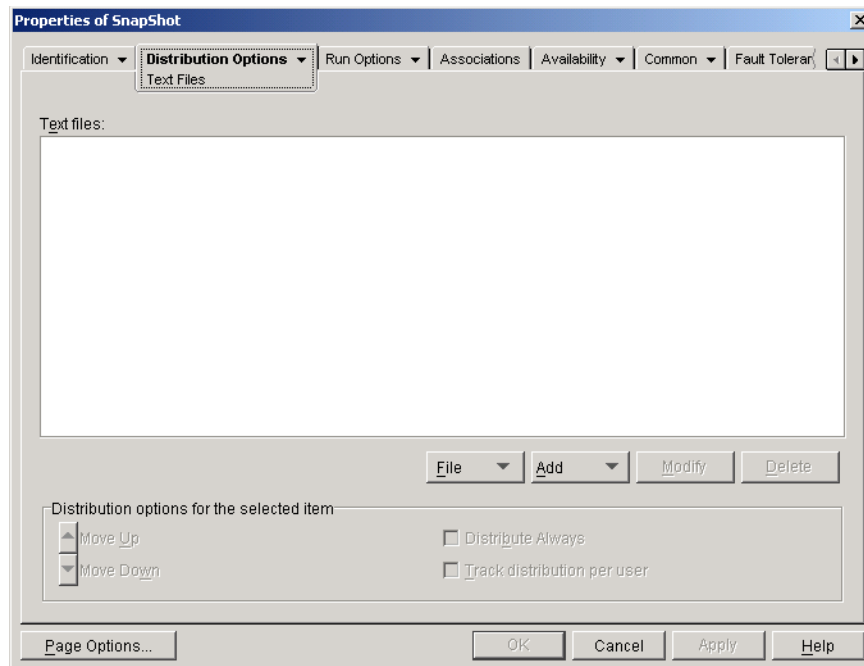 Properties of SnapShot
Identification Distribution Options Run Options Associations Availability Common Fault Toleran
Text Files
Text files:
File Add Modify Delete
Distribution options for the selected item
Move Up Distribute Always
Move Down Track distribution per user
Page Options... OK Cancel Apply Help